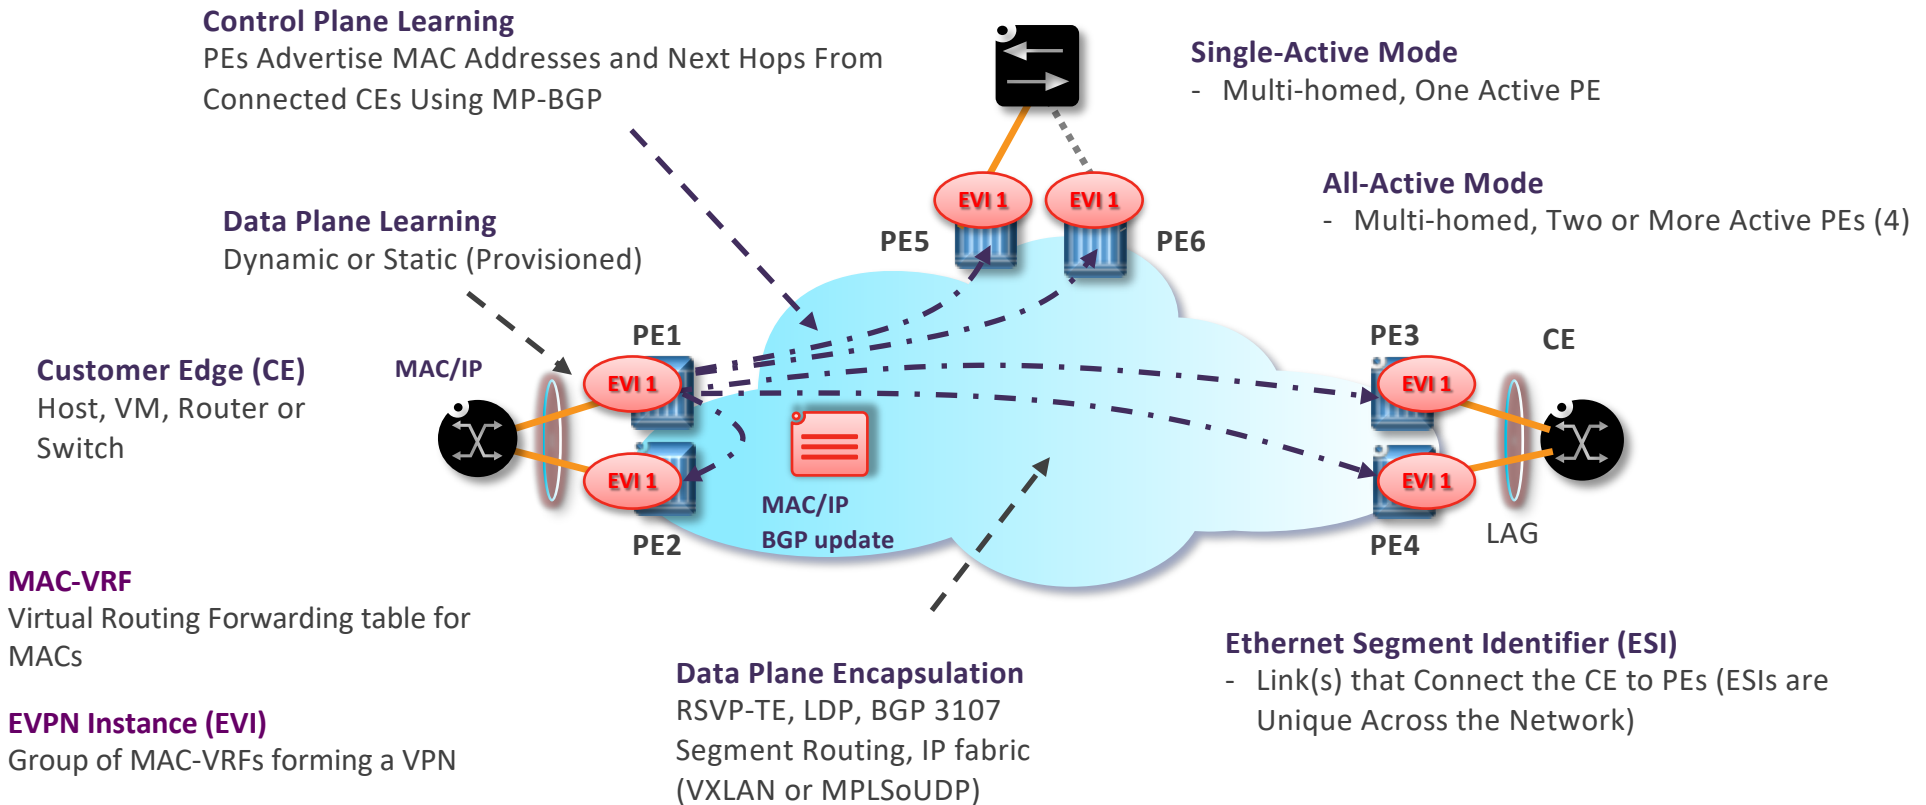 Control Plane Learning
PEs Advertise MAC Addresses and Next Hops From
Connected CEs Using MP-BGP
Single-Active Mode
- Multi-homed, One Active PE
All-Active Mode
- Multi-homed, Two or More Active PEs (4)
Data Plane Learning
Dynamic or Static (Provisioned)
EVI 1
EVI 1
PE5
PE6
Customer Edge (CE)
Host, VM, Router or
Switch
MAC/IP
PE1
EVI 1
EVI 1
PE2
MAC/IP
BGP update
PE3
CE
EVI 1
EVI 1
PE4
LAG
MAC-VRF
Virtual Routing Forwarding table for
MACs
EVPN Instance (EVI)
Group of MAC-VRFs forming a VPN
Data Plane Encapsulation
RSVP-TE, LDP, BGP 3107
Segment Routing, IP fabric
(VXLAN or MPLSoUDP)
Ethernet Segment Identifier (ESI)
- Link(s) that Connect the CE to PEs (ESIs are
Unique Across the Network)